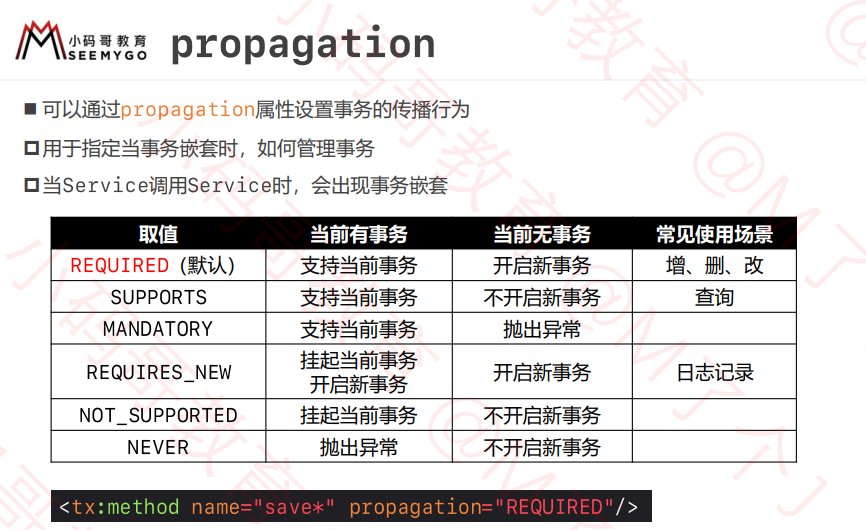 小码哥教育
SEEMYGO
propagation
可以通过propagation属性设置事务的传播行为
用于指定当事务嵌套时，如何管理事务
当Service调用Service时，会出现事务嵌套
取值 当前有事务 当前无事务 常见使用场景
REQUIRED（默认） 支持当前事务 开启新事务 增、删、改
SUPPORTS 支持当前事务 不开启新事务 查询
MANDATORY 支持当前事务 抛出异常
REQUIRES_NEW 挂起当前事务 开启新事务 开启新事务 日志记录
NOT_SUPPORTED 挂起当前事务 不开启新事务
NEVER 抛出异常 不开启新事务
<tx:method name="save*" propagation="REQUIRED"/>
小码哥教育 @M了个J